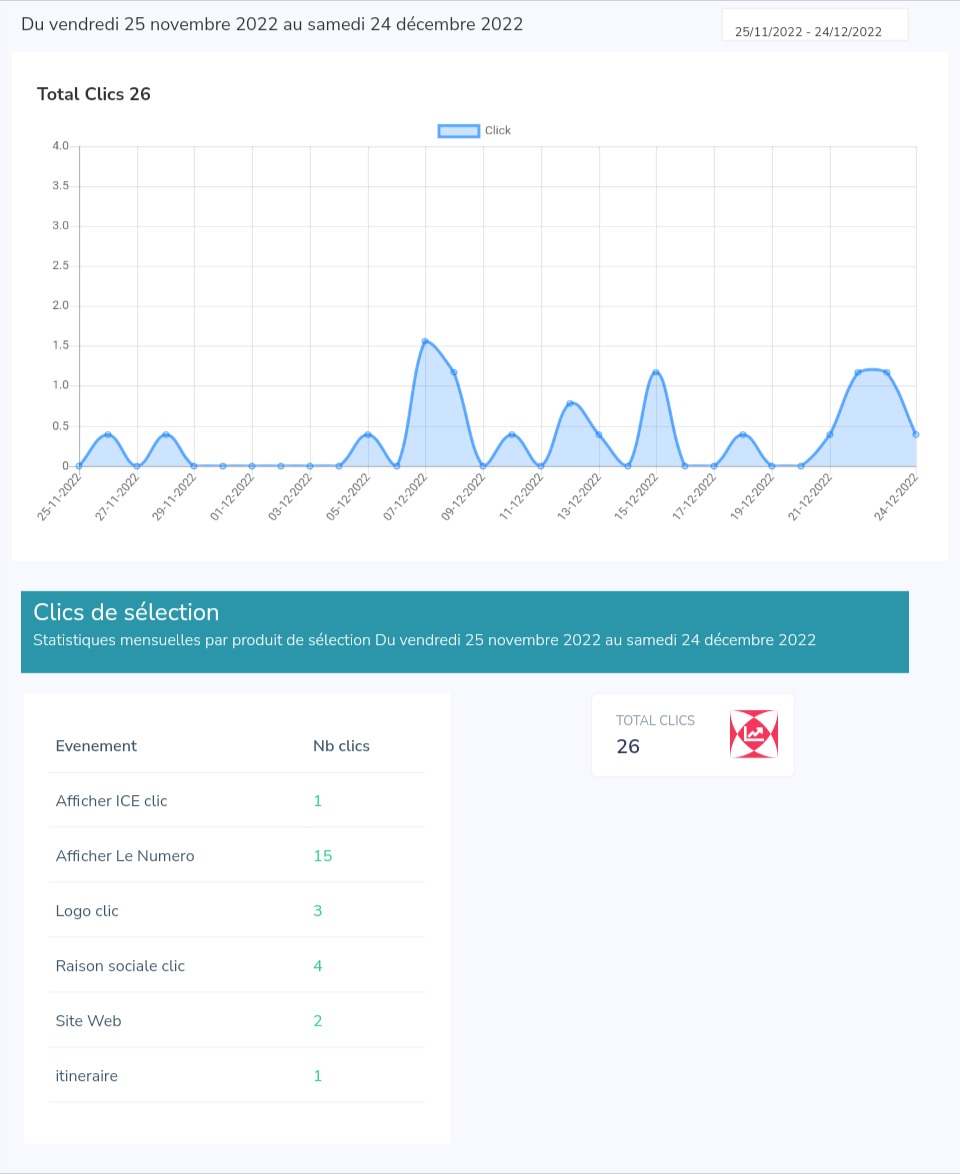 Du vendredi 25 novembre 2022 au samedi 24 décembre 2022
25/11/2022 - 24/12/2022
Total Clics 26
Click
4.0
3.5
3.0
2.5
2.0
1.5
1.0
0.5
0
25-11-2022
27-11-2022
29-11-2022
01-12-2022
03-12-2022
05-12-2022
07-12-2022
09-12-2022
11-12-2022
13-12-2022
15-12-2022
17-12-2022
19-12-2022
21-12-2022
24-12-2022
Clics de sélection
Statistiques mensuelles par produit de sélection Du vendredi 25 novembre 2022 au samedi 24 décembre 2022
Evenement Nb clics
Afficher ICE clic 1
Afficher Le Numero 15
Logo clic 3
Raison sociale clic 4
Site Web 2
itineraire 1
TOTAL CLICS
26